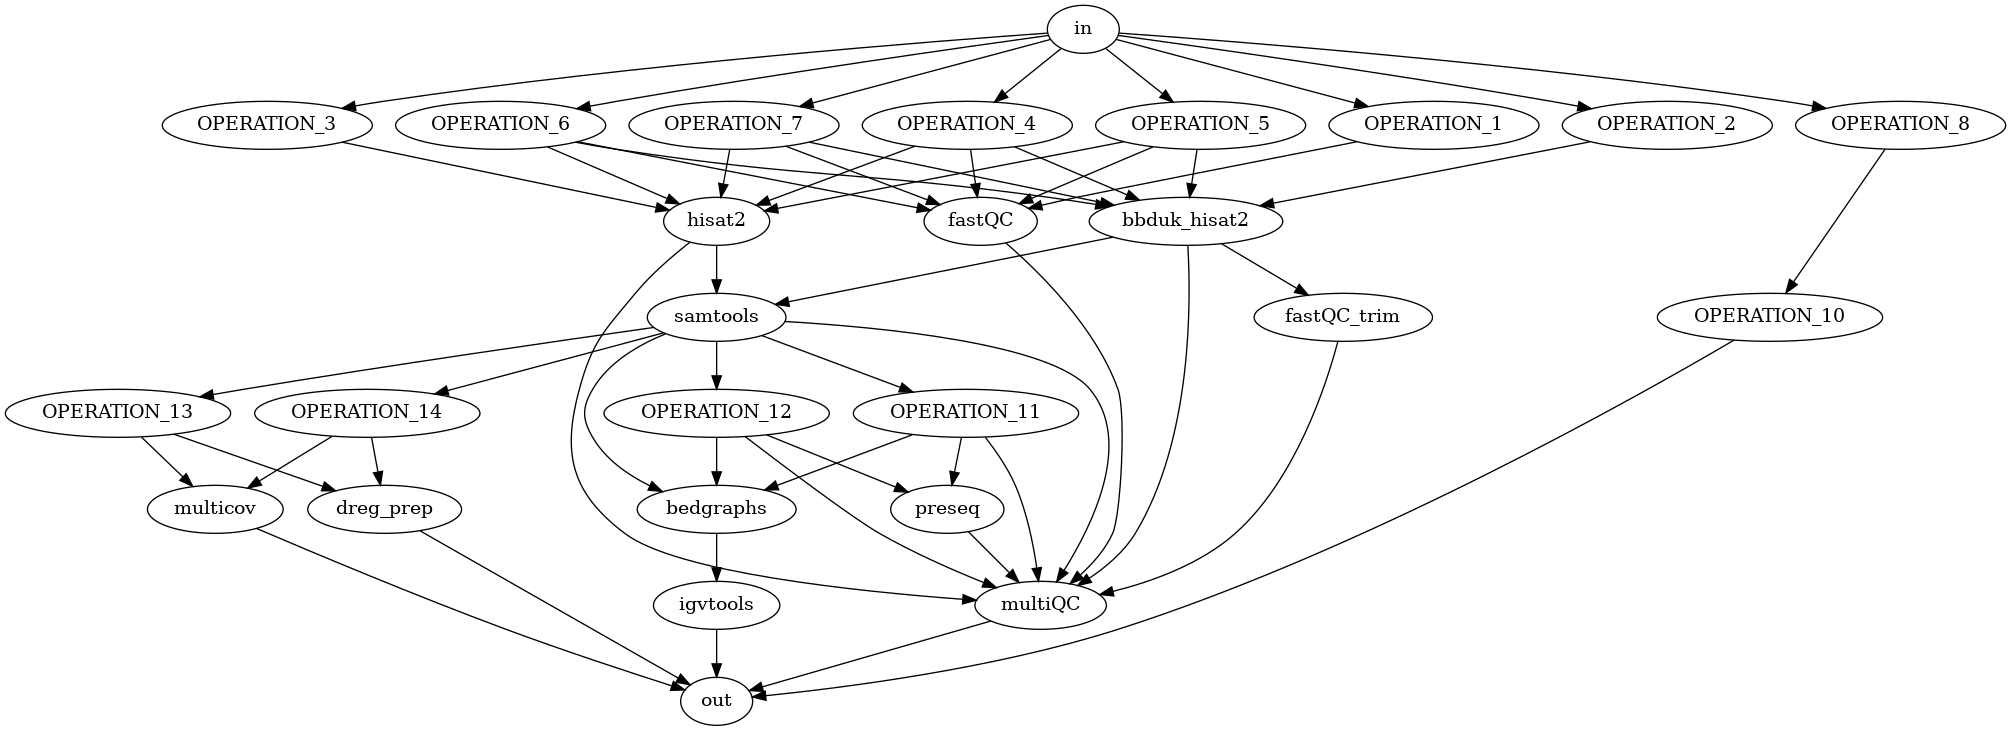 in
OPERATION_3
OPERATION_6
OPERATION_7
OPERATION_4
OPERATION_5
OPERATION_1
OPERATION_2
OPERATION_8
hisat2
fastQC
bbduk_hisat2
samtools
fastQC_trim
OPERATION_10
OPERATION_13
OPERATION_14
OPERATION_12
OPERATION_11
multicov
dreg_prep
bedgraphs
preseq
igvtools
multiQC
out